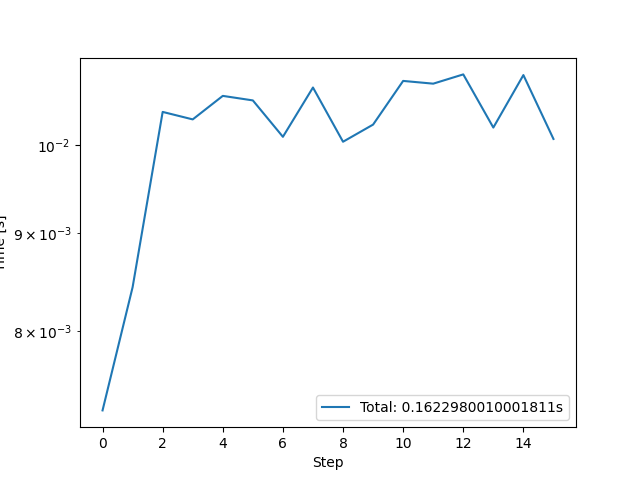 10⁻²
9 × 10⁻³
8 × 10⁻³
Total: 0.1622980010001811s
0 2 4 6 8 10 12 14
Step